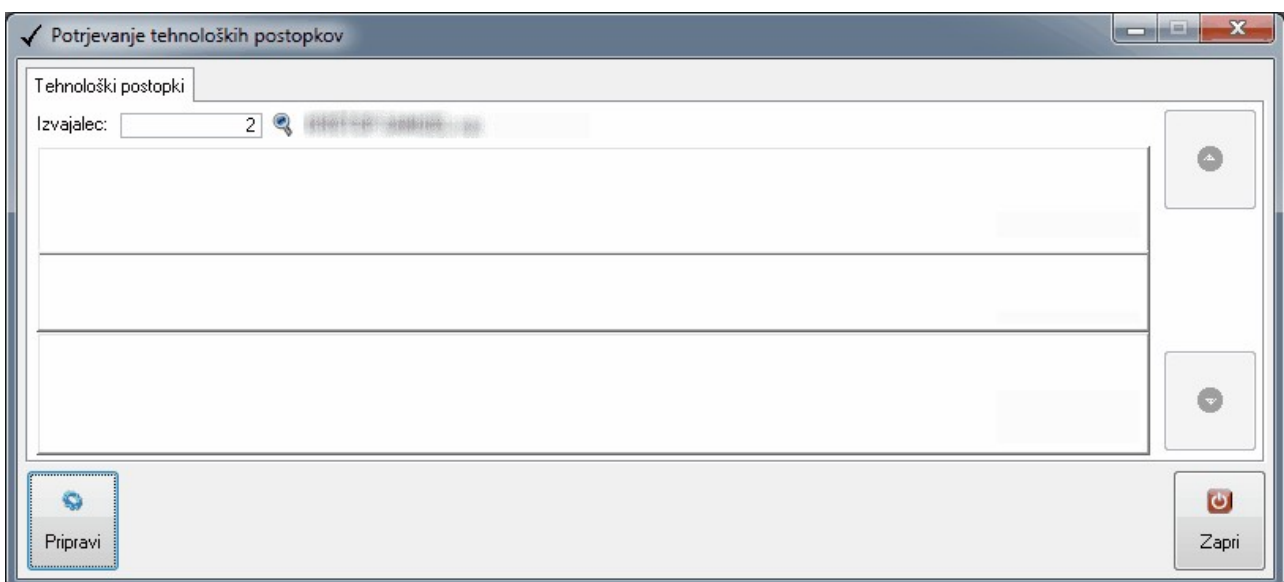 Potrjevanje tehnoloških postopkov
Tehnološki postopki
Izvajalec: 2
Pripravi
Zapri